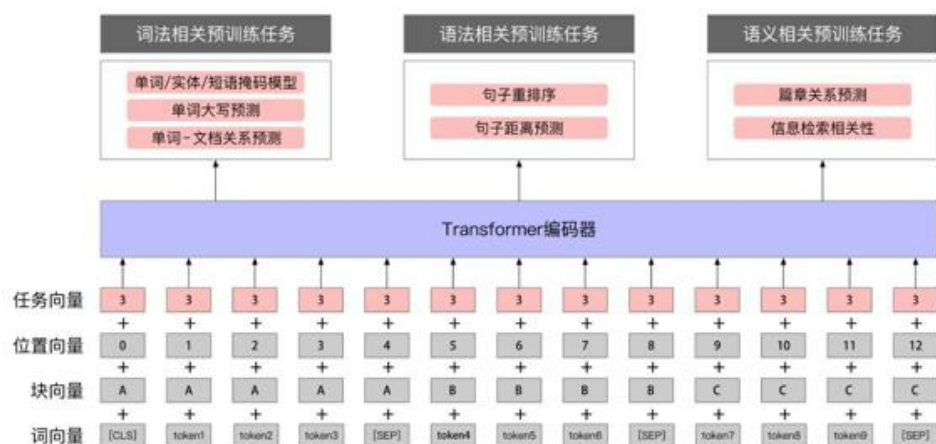 词法相关预训练任务 语法相关预训练任务 语义相关预训练任务
单词/实体/短语掩码模型
单词大写预测
单词-文档关系预测
句子重排序
句子距离预测
篇章关系预测
信息检索相关性
Transformer编码器
任务向量 3 3 3 3 3 3 3 3 3 3 3 3 3
+ + + + + + + + + + + + +
位置向量 0 1 2 3 4 5 6 7 8 9 10 11 12
+ + + + + + + + + + + + +
块向量 A A A A A B B B B C C C C
+ + + + + + + + + + + + +
词向量 [CLS] token1 token2 token3 [SEP] token4 token5 token6 [SEP] token7 token8 token9 [SEP]